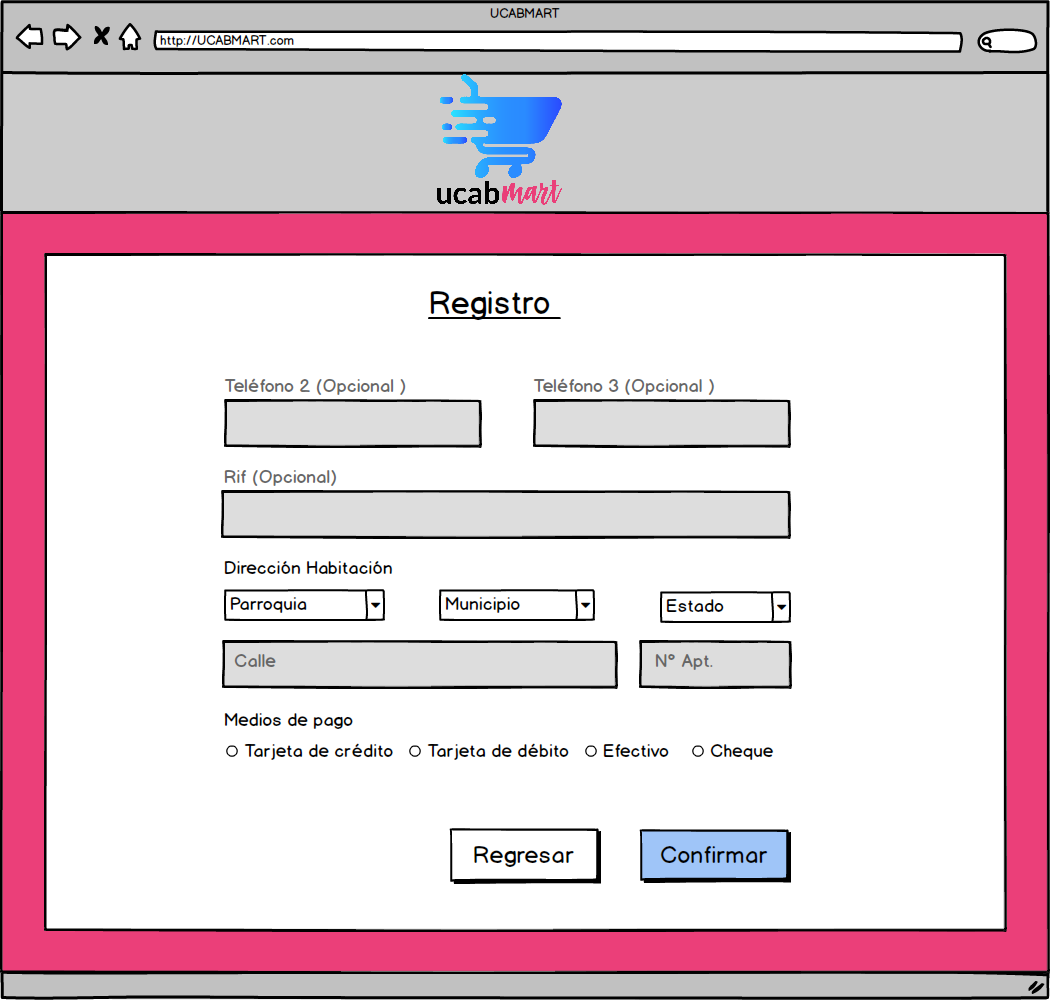 UCABMART
http://UCABMART.com
ucabmart
Registro
Teléfono 2 (Opcional ) Teléfono 3 (Opcional )
Rif (Opcional)
Dirección Habitación
Parroquia Municipio Estado
Calle N° Apt.
Medios de pago
Tarjeta de crédito Tarjeta de débito Efectivo Cheque
Regresar Confirmar